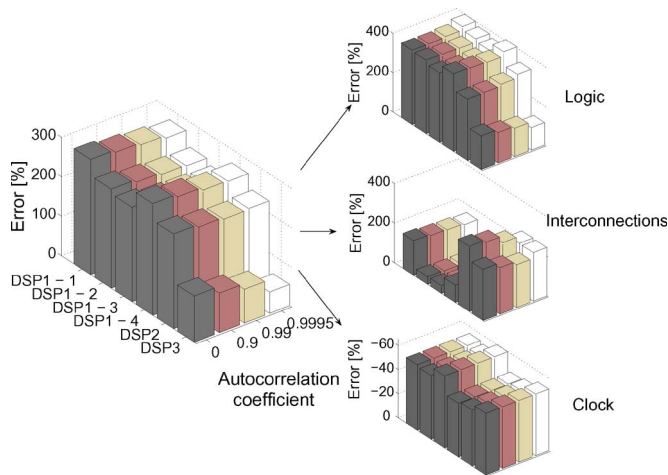 400
200
0
Error [%]
Logic
300
200
100
0
Error [%]
DSP1 – 1
DSP1 – 2
DSP1 – 3
DSP1 – 4
DSP2
DSP3
0
0.9
0.99
0.9995
Autocorrelation
coefficient
400
200
0
Error [%]
Interconnections
−60
−40
−20
0
Error [%]
Clock